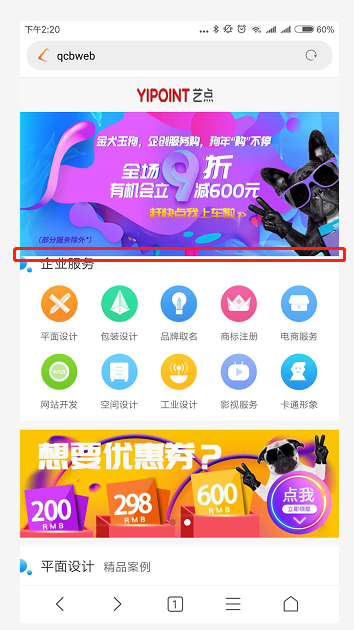 下午2:20
... 60%
qcbweb
YIPOINT 艺点
金犬玉狗，企创服务购，狗年“购”不停
全场9折
有机会立减600元
赶快点我上车啦>>
(部分服务除外*)
企业服务
平面设计 包装设计 品牌取名 商标注册 电商服务
WEB
网站开发 空间设计 工业设计 影视服务 卡通形象
想要优惠券？
200 RMB 298 RMB 600 RMB
点我
立即领取
平面设计 精品案例
1